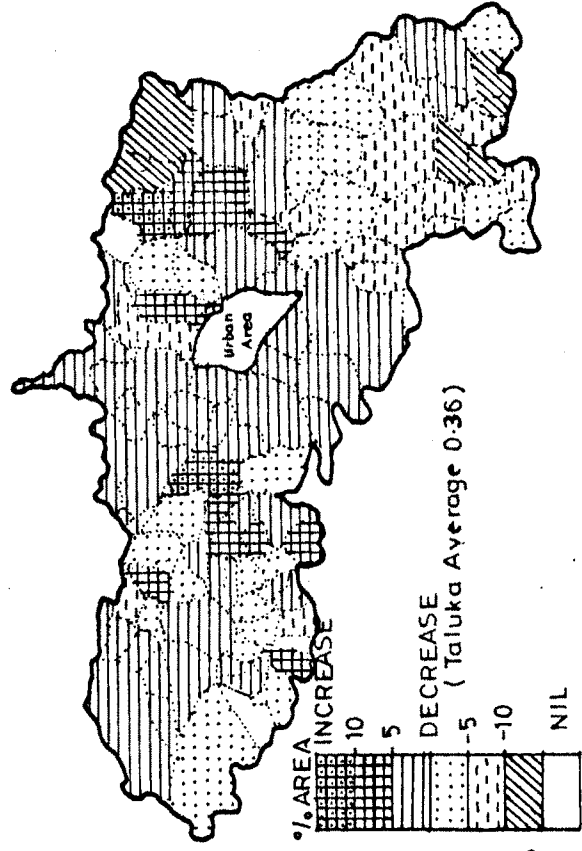 Urban
Area
% AREA
INCREASE
10
5
DECREASE
(Taluka Average 0.36)
-5
-10
NIL